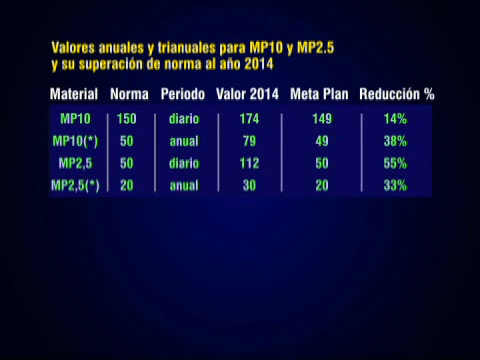 Valores anuales y trianuales para MP10 y MP2.5
y su superación de norma al año 2014
Material Norma Periodo Valor 2014 Meta Plan Reducción %
MP10 150 diario 174 149 14%
MP10(*) 50 anual 79 49 38%
MP2,5 50 diario 112 50 55%
MP2,5(*) 20 anual 30 20 33%